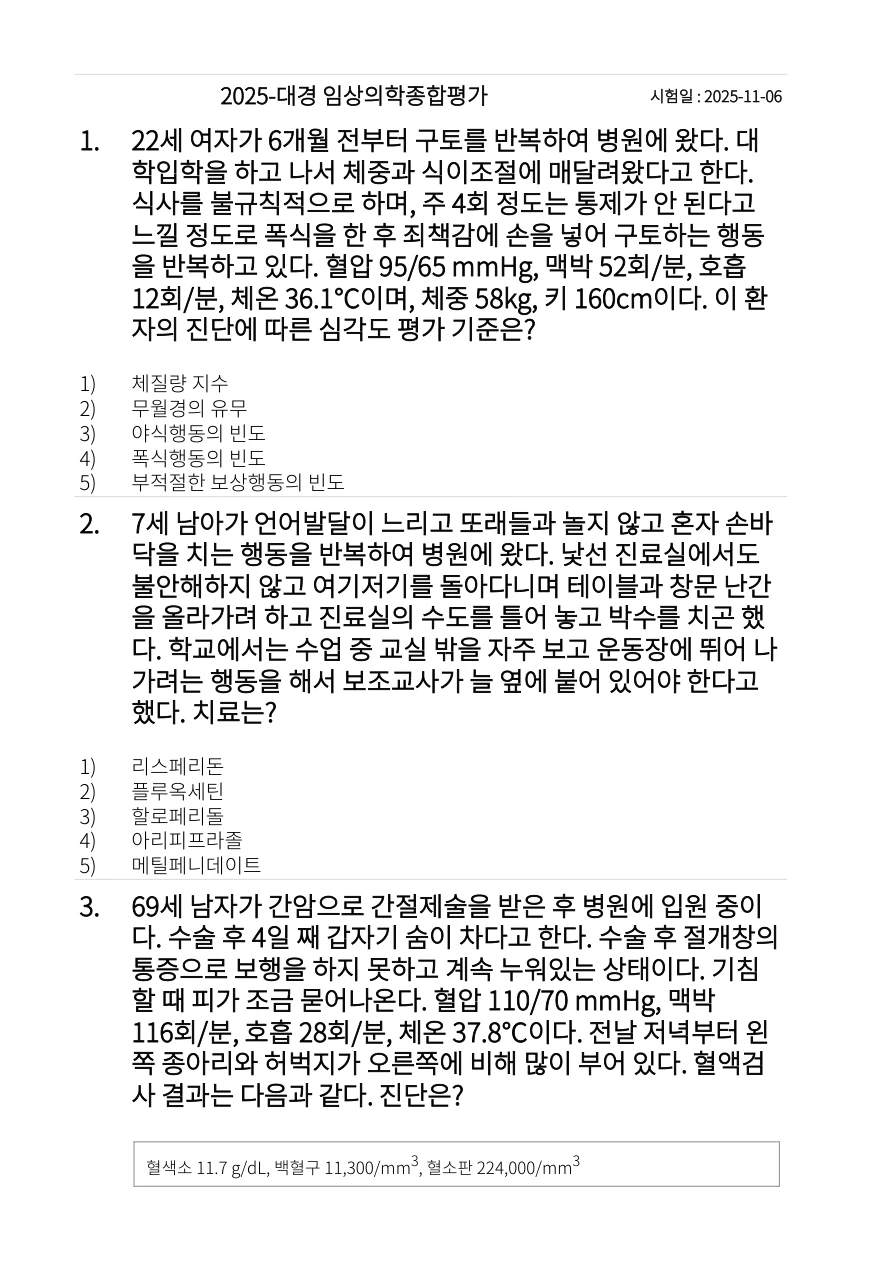 2025-대경 임상의학종합평가
시험일 : 2025-11-06
1. 22세 여자가 6개월 전부터 구토를 반복하여 병원에 왔다. 대
학입학을 하고 나서 체중과 식이조절에 매달려왔다고 한다.
식사를 불규칙적으로 하며, 주 4회 정도는 통제가 안 된다고
느낄 정도로 폭식을 한 후 죄책감에 손을 넣어 구토하는 행동
을 반복하고 있다. 혈압 95/65 mmHg, 맥박 52회/분, 호흡
12회/분, 체온 36.1°C이며, 체중 58kg, 키 160cm이다. 이 환
자의 진단에 따른 심각도 평가 기준은?
1) 체질량 지수
2) 무월경의 유무
3) 야식행동의 빈도
4) 폭식행동의 빈도
5) 부적절한 보상행동의 빈도
2. 7세 남아가 언어발달이 느리고 또래들과 놀지 않고 혼자 손바
닥을 치는 행동을 반복하여 병원에 왔다. 낯선 진료실에서도
불안해하지 않고 여기저기를 돌아다니며 테이블과 창문 난간
을 올라가려 하고 진료실의 수도를 틀어 놓고 박수를 치곤 했
다. 학교에서는 수업 중 교실 밖을 자주 보고 운동장에 뛰어 나
가려는 행동을 해서 보조교사가 늘 옆에 붙어 있어야 한다고
했다. 치료는?
1) 리스페리돈
2) 플루옥세틴
3) 할로페리돌
4) 아리피프라졸
5) 메틸페니데이트
3. 69세 남자가 간암으로 간절제술을 받은 후 병원에 입원 중이
다. 수술 후 4일 째 갑자기 숨이 차다고 한다. 수술 후 절개창의
통증으로 보행을 하지 못하고 계속 누워있는 상태이다. 기침
할 때 피가 조금 묻어나온다. 혈압 110/70 mmHg, 맥박
116회/분, 호흡 28회/분, 체온 37.8°C이다. 전날 저녁부터 왼
쪽 종아리와 허벅지가 오른쪽에 비해 많이 부어 있다. 혈액검
사 결과는 다음과 같다. 진단은?
혈색소 11.7 g/dL, 백혈구 11,300/mm³, 혈소판 224,000/mm³